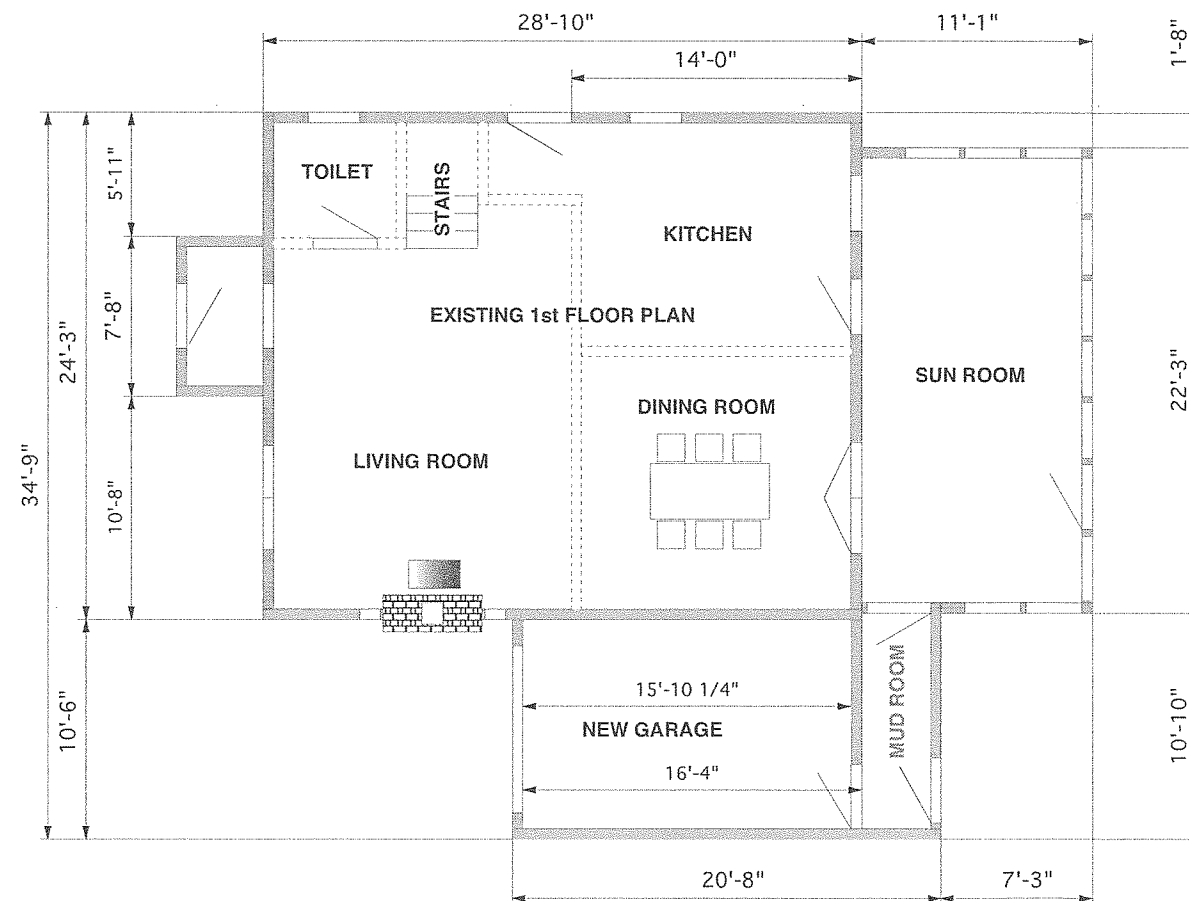 28'-10"
11'-1"
1'-8"
14'-0"
5'-11"
TOILET
STAIRS
KITCHEN
7'-8"
24'-3"
EXISTING 1st FLOOR PLAN
SUN ROOM
22'-3"
DINING ROOM
34'-9"
LIVING ROOM
10'-8"
15'-10 1/4"
MUD ROOM
10'-6"
NEW GARAGE
10'-10"
16'-4"
20'-8"
7'-3"